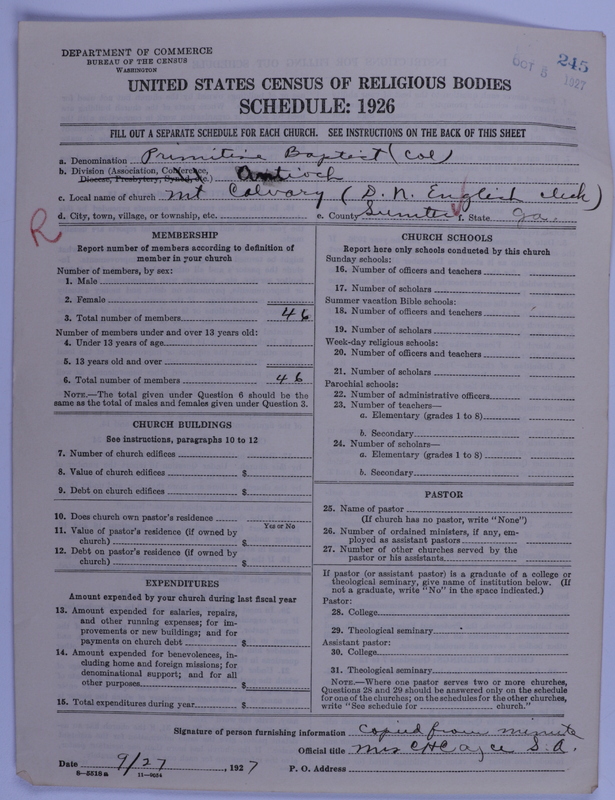 DEPARTMENT OF COMMERCE
BUREAU OF THE CENSUS
WASHINGTON
245
OCT 5 1927
UNITED STATES CENSUS OF RELIGIOUS BODIES
SCHEDULE: 1926
FILL OUT A SEPARATE SCHEDULE FOR EACH CHURCH. SEE INSTRUCTIONS ON THE BACK OF THIS SHEET
a. Denomination Primitive Baptist (Col)
b. Division (Association, Conference, Diocese, Presbytery, Synod, etc.) Antioch
c. Local name of church Mt Calvary (D. N. English clerk)
d. City, town, village, or township, etc. e. County Sumter f. State Ga.
R
MEMBERSHIP
Report number of members according to definition of
member in your church
Number of members, by sex:
1. Male
2. Female
3. Total number of members 46
Number of members under and over 13 years old:
4. Under 13 years of age
5. 13 years old and over
6. Total number of members 46
NOTE.—The total given under Question 6 should be
same as the total of males and females given under Question 3.
CHURCH BUILDINGS
See instructions, paragraphs 10 to 12
7. Number of church edifices
8. Value of church edifices $
9. Debt on church edifices $
10. Does church own pastor's residence
Yes or No
11. Value of pastor's residence (if owned by
church) $
12. Debt on pastor's residence (if owned by
church) $
EXPENDITURES
Amount expended by your church during last fiscal year
13. Amount expended for salaries, repairs,
and other running expenses; for im-
provements or new buildings; and for
payments on church debt $
14. Amount expended for benevolences, in-
cluding home and foreign missions; for
denominational support; and for all
other purposes $
15. Total expenditures during year $
CHURCH SCHOOLS
Report here only schools conducted by this church
Sunday schools:
16. Number of officers and teachers
17. Number of scholars
Summer vacation Bible schools:
18. Number of officers and teachers
19. Number of scholars
Week-day religious schools:
20. Number of officers and teachers
21. Number of scholars
Parochial schools:
22. Number of administrative officers
23. Number of teachers—
a. Elementary (grades 1 to 8)
b. Secondary
24. Number of scholars—
a. Elementary (grades 1 to 8)
b. Secondary
PASTOR
25. Name of pastor
(If church has no pastor, write "None")
26. Number of ordained ministers, if any, em-
ployed as assistant pastors
27. Number of other churches served by the
pastor or his assistants
If pastor (or assistant pastor) is a graduate of a college or
theological seminary, give name of institution below. (If
not a graduate, write "No" in the space indicated.)
Pastor:
28. College
29. Theological seminary
Assistant pastor:
30. College
31. Theological seminary
NOTE.—Where one pastor serves two or more churches,
Questions 28 and 29 should be answered only on the schedule
for one of the churches; on the schedules for the other churches,
write "See schedule for church."
Signature of person furnishing information Copied from minute
Official title Mrs C H Cayce S. A.
Date 9/27, 1927 P. O. Address
8-5518a 11-9034